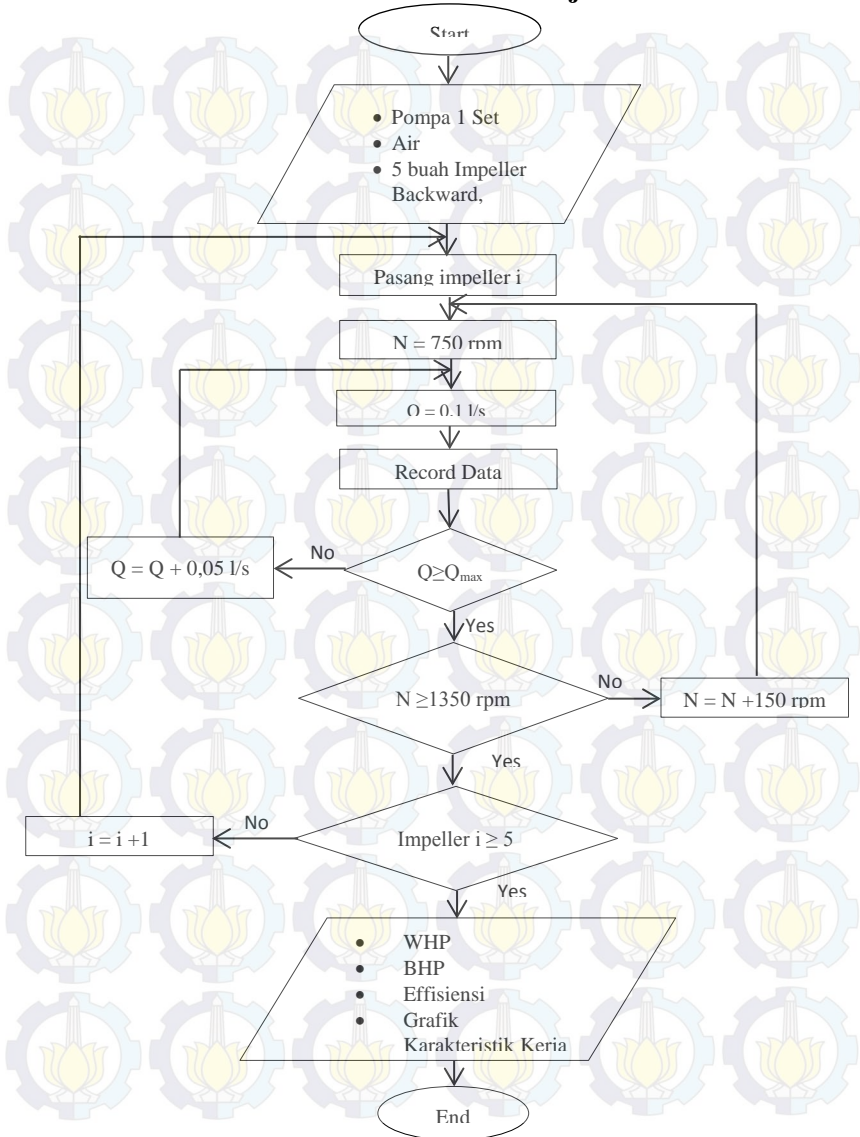 Start
• Pompa 1 Set
• Air
• 5 buah Impeller
Backward,
Pasang impeller i
N = 750 rpm
Q = 0,1 l/s
Record Data
Q = Q + 0,05 l/s
No
Q≥Qmax
Yes
N ≥1350 rpm
No
N = N +150 rpm
Yes
i = i +1
No
Impeller i ≥ 5
Yes
• WHP
• BHP
• Effisiensi
• Grafik
Karakteristik Kerja
End